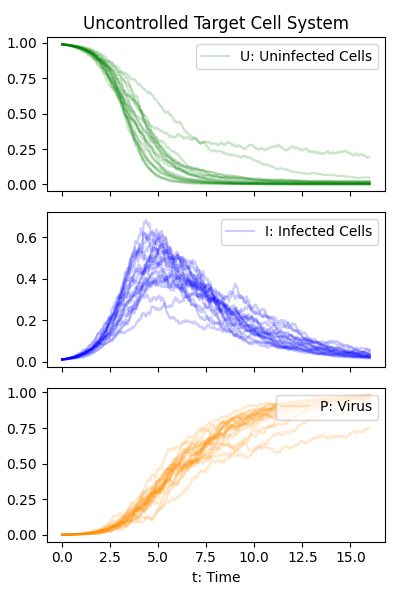 Uncontrolled Target Cell System
1.00
U: Uninfected Cells
0.75
0.50
0.25
0.00
I: Infected Cells
0.6
0.4
0.2
0.0
1.00
P: Virus
0.75
0.50
0.25
0.00
0.0 2.5 5.0 7.5 10.0 12.5 15.0
t: Time